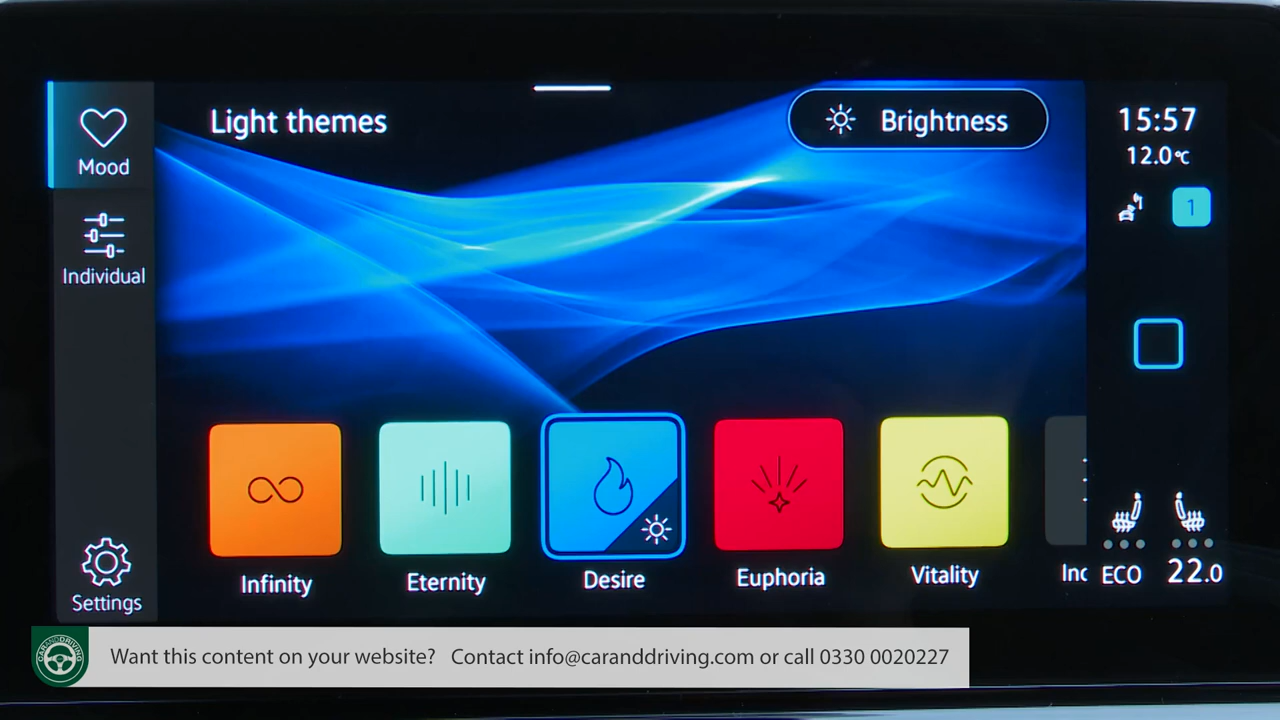 Light themes
Brightness
15:57
12.0°C
Mood
1
Individual
Infinity
Eternity
Desire
Euphoria
Vitality
Inc
ECO
22.0
Settings
CARANDDRIVING
Want this content on your website? Contact info@caranddriving.com or call 0330 0020227